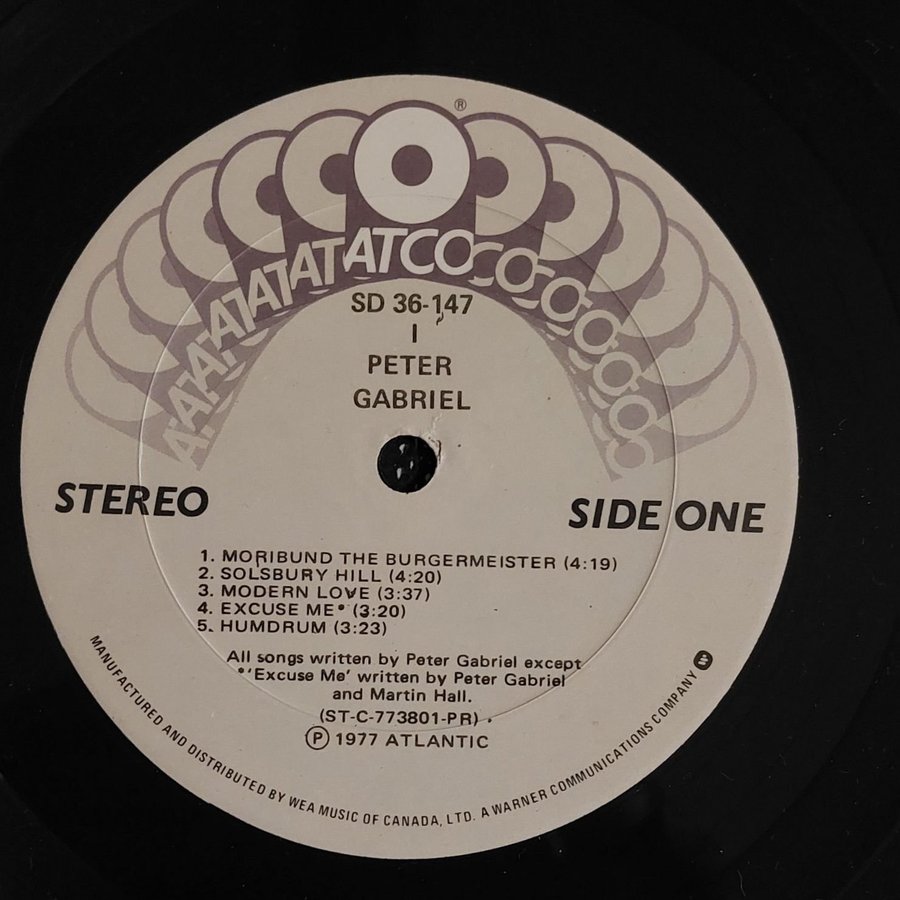 ®
ATATATATATATCOCOCOCOCOCO
SD 36-147
I
PETER
GABRIEL
STEREO
SIDE ONE
1. MORIBUND THE BURGERMEISTER (4:19)
2. SOLSBURY HILL (4:20)
3. MODERN LOVE (3:37)
4. EXCUSE ME* (3:20)
5. HUMDRUM (3:23)
All songs written by Peter Gabriel except
*'Excuse Me' written by Peter Gabriel
and Martin Hall.
(ST-C-773801-PR)
Ⓟ 1977 ATLANTIC
MANUFACTURED AND DISTRIBUTED BY WEA MUSIC OF CANADA, LTD. A WARNER COMMUNICATIONS COMPANY